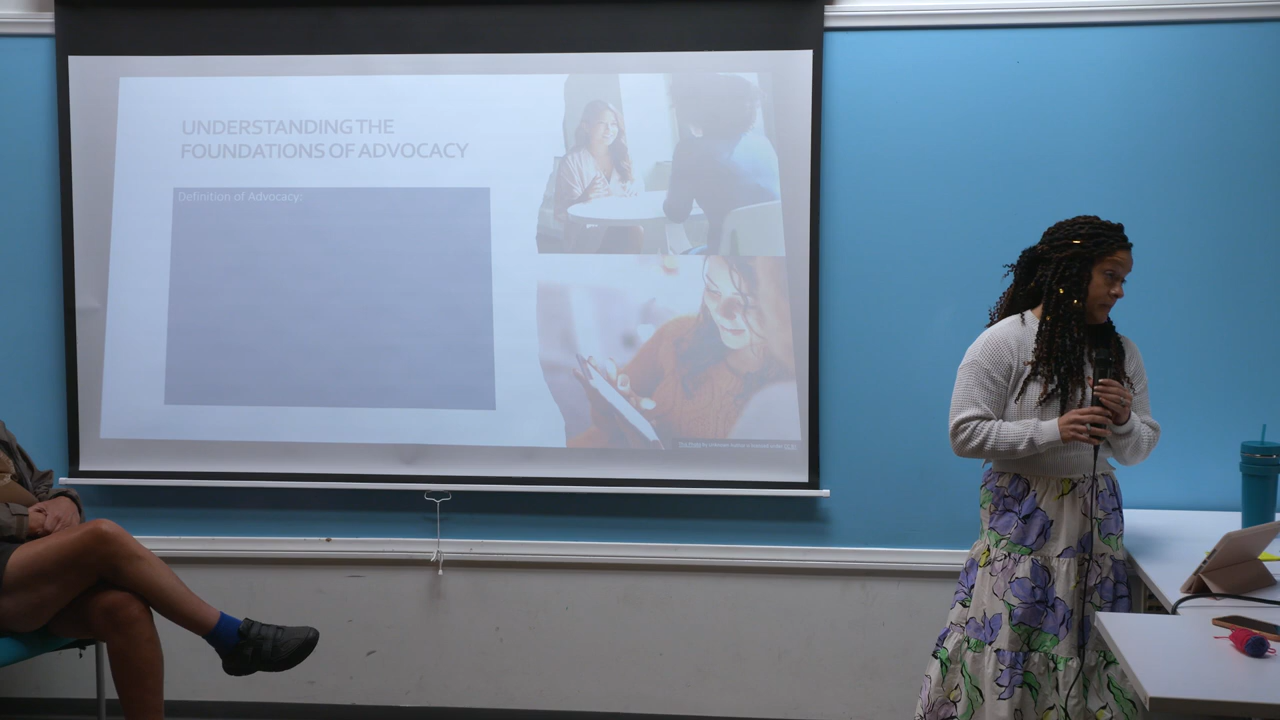 UNDERSTANDING THE
FOUNDATIONS OF ADVOCACY
Definition of Advocacy: